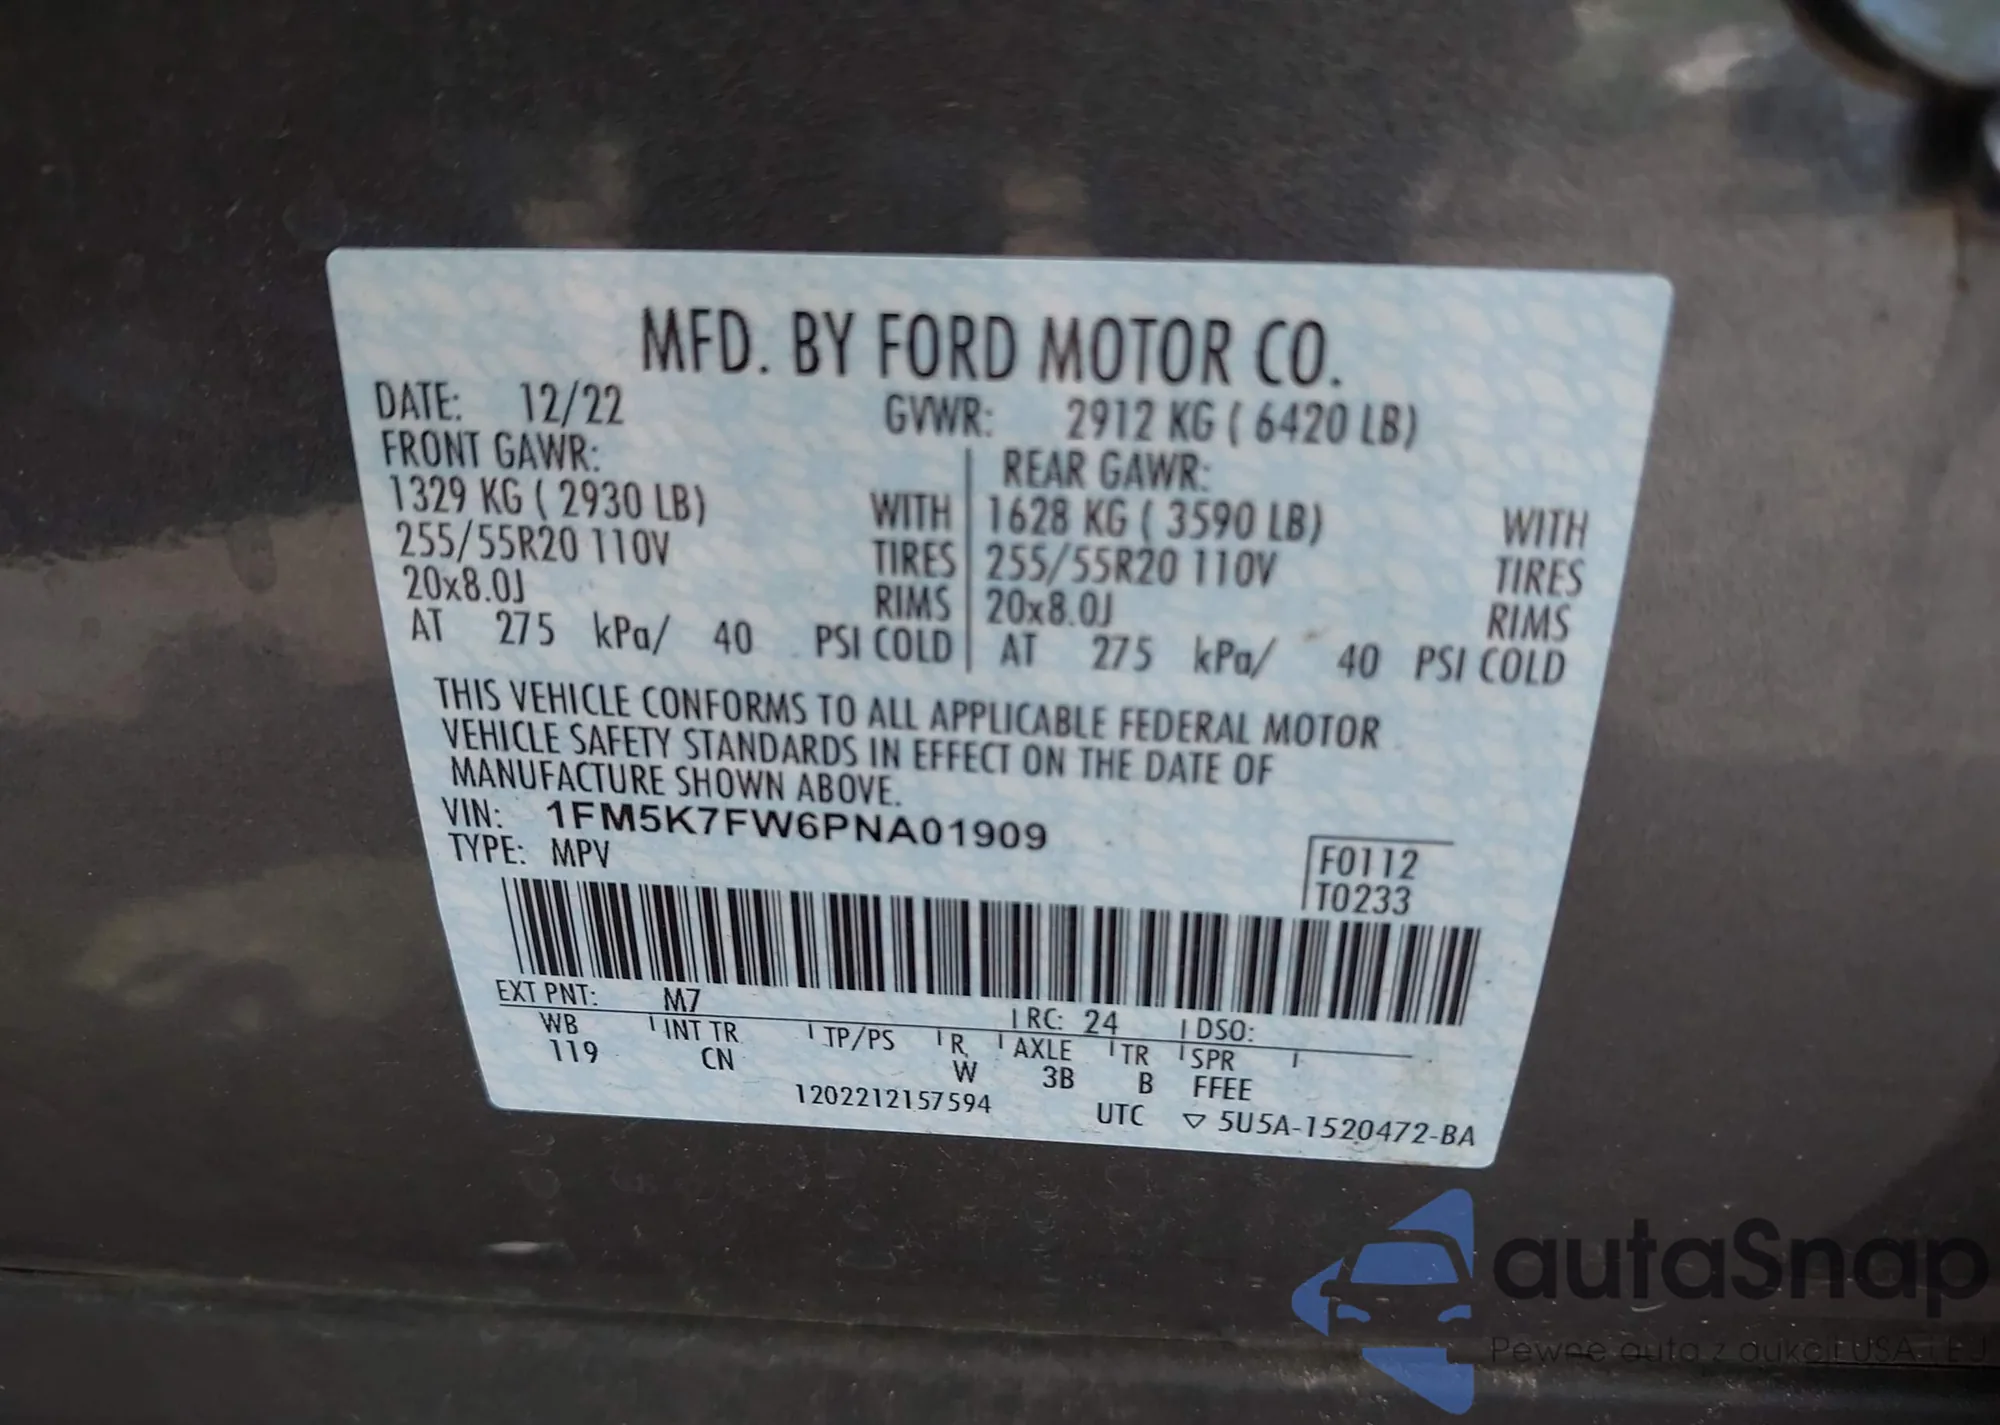 MFD. BY FORD MOTOR CO.
DATE: 12/22 GVWR: 2912 KG ( 6420 LB)
FRONT GAWR: REAR GAWR:
1329 KG ( 2930 LB) WITH 1628 KG ( 3590 LB) WITH
255/55R20 110V TIRES 255/55R20 110V TIRES
20x8.0J RIMS 20x8.0J RIMS
AT 275 kPa/ 40 PSI COLD AT 275 kPa/ 40 PSI COLD
THIS VEHICLE CONFORMS TO ALL APPLICABLE FEDERAL MOTOR
VEHICLE SAFETY STANDARDS IN EFFECT ON THE DATE OF
MANUFACTURE SHOWN ABOVE.
VIN: 1FM5K7FW6PNA01909
TYPE: MPV
F0112
T0233
EXT PNT: M7 RC: 24 DSO:
WB INT TR TP/PS R AXLE TR SPR
119 CN W 3B B FFEE
1202212157594 UTC ▽ 5U5A-1520472-BA
autaSnap
Pewne auta z aukcji USA i EJ